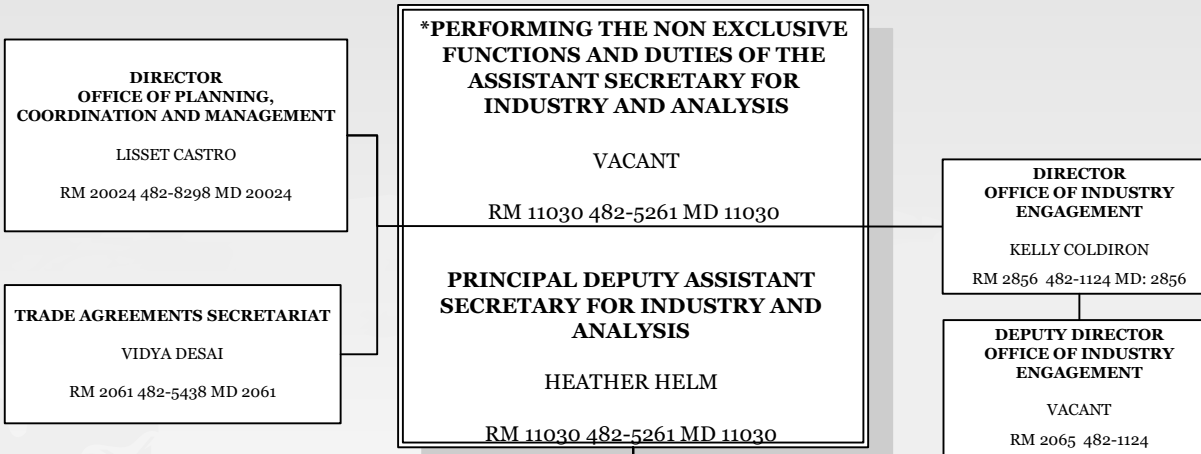 DIRECTOR
OFFICE OF PLANNING,
COORDINATION AND MANAGEMENT
LISSET CASTRO
RM 20024 482-8298 MD 20024
TRADE AGREEMENTS SECRETARIAT
VIDYA DESAI
RM 2061 482-5438 MD 2061
*PERFORMING THE NON EXCLUSIVE
FUNCTIONS AND DUTIES OF THE
ASSISTANT SECRETARY FOR
INDUSTRY AND ANALYSIS
VACANT
RM 11030 482-5261 MD 11030
PRINCIPAL DEPUTY ASSISTANT
SECRETARY FOR INDUSTRY AND
ANALYSIS
HEATHER HELM
RM 11030 482-5261 MD 11030
DIRECTOR
OFFICE OF INDUSTRY
ENGAGEMENT
KELLY COLDIRON
RM 2856 482-1124 MD: 2856
DEPUTY DIRECTOR
OFFICE OF INDUSTRY
ENGAGEMENT
VACANT
RM 2065 482-1124